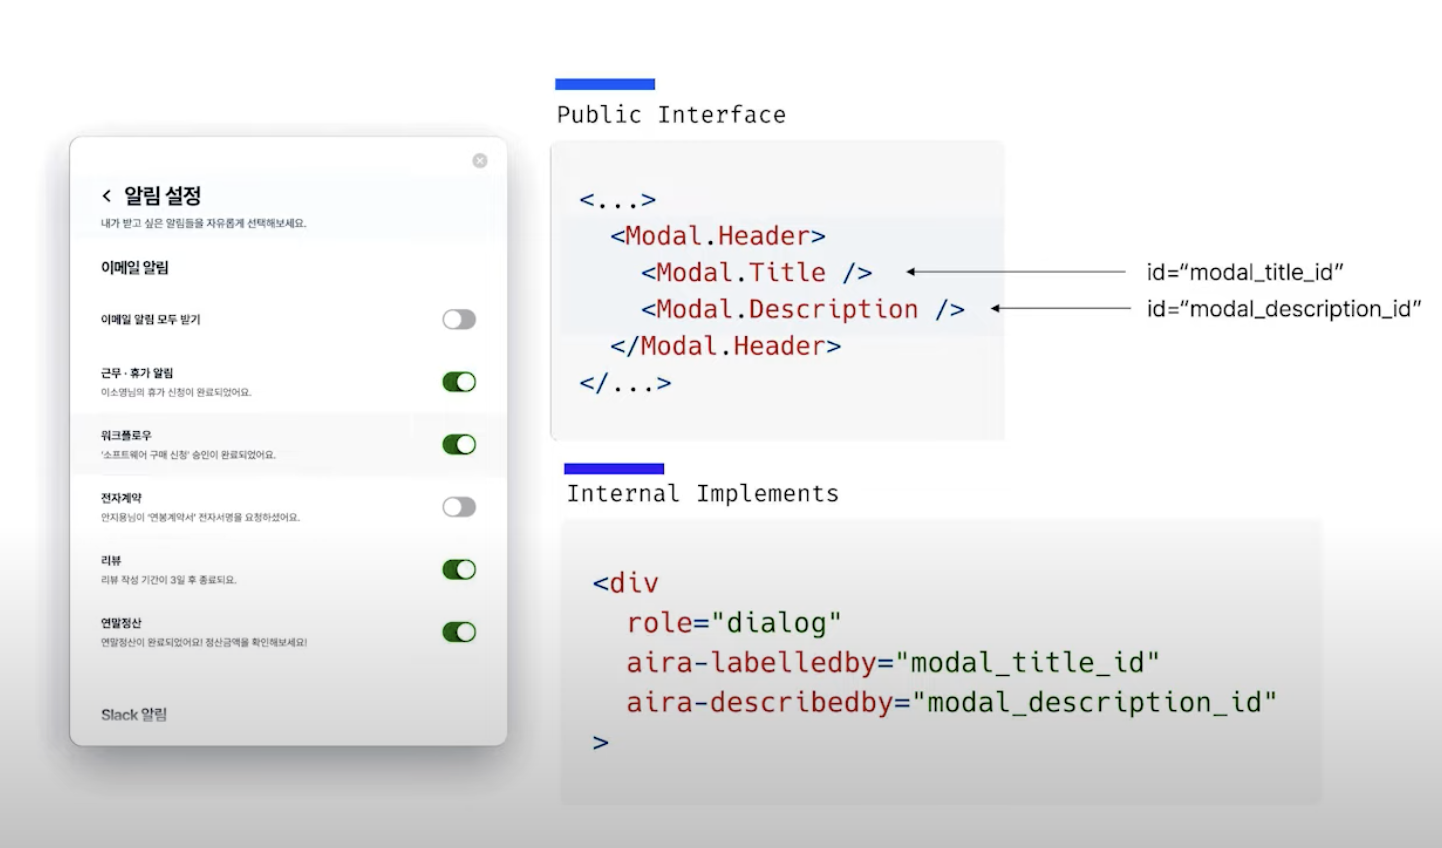 알림 설정
내가 받고 싶은 알림들을 자유롭게 선택해보세요.
이메일 알림
이메일 알림 모두 받기
근무 · 휴가 알림
이소영님의 휴가 신청이 완료되었어요.
워크플로우
'소프트웨어 구매 신청' 승인이 완료되었어요.
전자계약
안지용님이 '연봉계약서' 전자서명을 요청하셨어요.
리뷰
리뷰 작성 기간이 3일 후 종료되요.
연말정산
연말정산이 완료되었어요! 정산금액을 확인해보세요!
Slack 알림
Public Interface
<...>
<Modal.Header>
<Modal.Title /> id=“modal_title_id”
<Modal.Description /> id=“modal_description_id”
</Modal.Header>
</...>
Internal Implements
<div
role="dialog"
aira-labelledby="modal_title_id"
aira-describedby="modal_description_id"
>